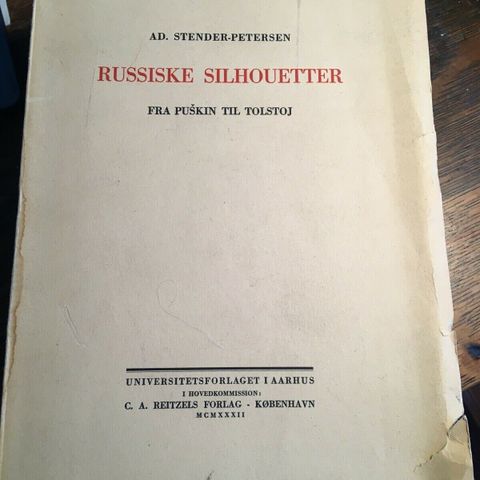 AD. STENDER-PETERSEN
RUSSISKE SILHOUETTER
FRA PUŠKIN TIL TOLSTOJ
UNIVERSITETSFORLAGET I AARHUS
I HOVEDKOMMISSION:
C. A. REITZELS FORLAG - KØBENHAVN
MCMXXXII